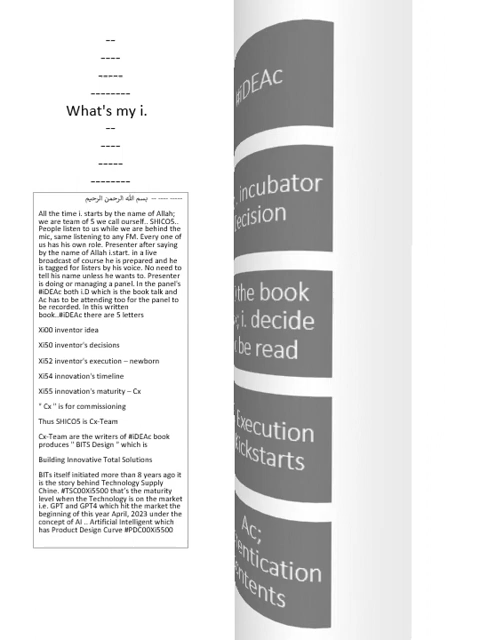 --
----
-----
--------
What's my i.
--
----
-----
--------
بسم الله الرحمن الرحيم -- ---- ---- -----
All the time i. starts by the name of Allah;
we are team of 5 we call ourself.. SHICO5..
People listen to us while we are behind the
mic, same listening to any FM. Every one of
us has his own role. Presenter after saying
by the name of Allah i.start. in a live
broadcast of course he is prepared and he
is tagged for listers by his voice. No need to
tell his name unless he wants to. Presenter
is doing or managing a panel. In the panel's
#iDEAc both i.D which is the book talk and
Ac has to be attending too for the panel to
be recorded. In this written
book..#iDEAc there are 5 letters
Xi00 inventor idea
Xi50 inventor's decisions
Xi52 inventor's execution – newborn
Xi54 innovation's timeline
Xi55 innovation's maturity – Cx
" Cx " is for commissioning
Thus SHICO5 is Cx-Team
Cx-Team are the writers of #iDEAc book
produces " BITS Design " which is
Building Innovative Total Solutions
BITs itself initiated more than 8 years ago it
is the story behind Technology Supply
Chine. #TSC00Xi5500 that's the maturity
level when the Technology is on the market
i.e. GPT and GPT4 which hit the market the
beginning of this year April, 2023 under the
concept of AI .. Artificial Intelligent which
has Product Design Curve #PDC00Xi5500
#iDEAc
incubator
ecision
the book
; i. decide
be read
Execution
Kickstarts
Ac;
entication
ntents